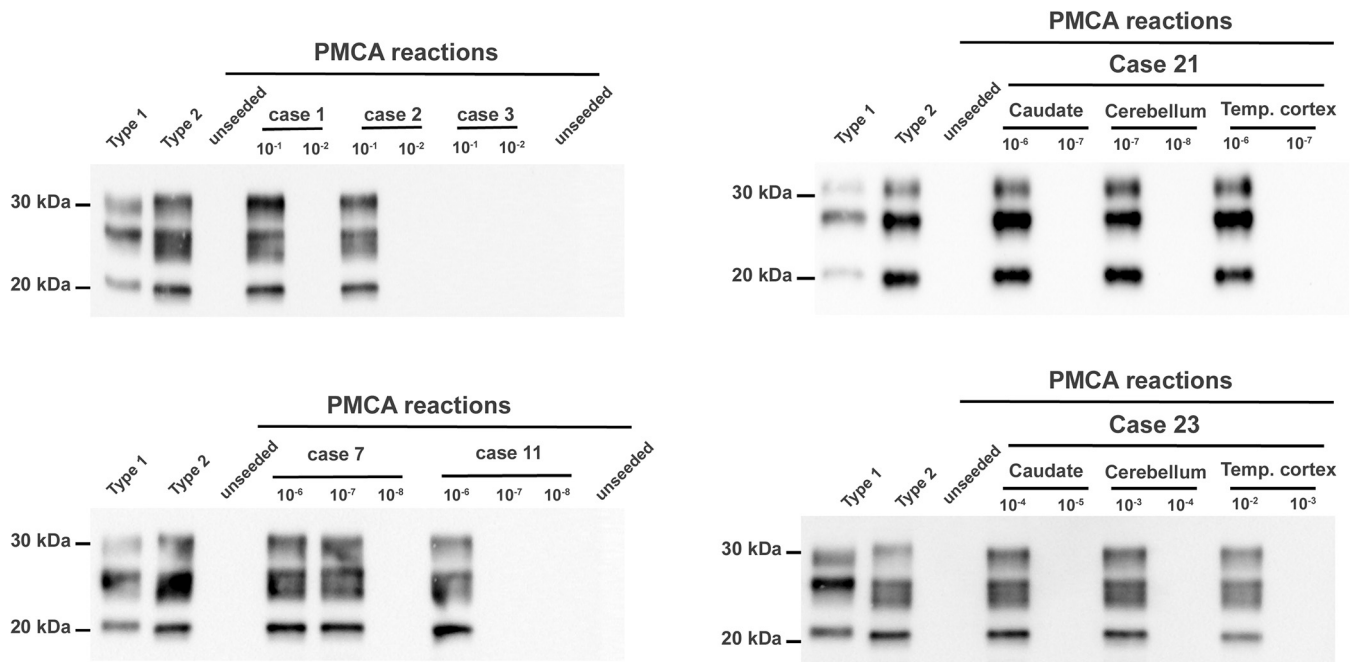 PMCA reactions
Type 1 Type 2 unseeded case 1 case 2 case 3 unseeded
10-1 10-2 10-1 10-2 10-1 10-2
30 kDa
20 kDa
PMCA reactions
Case 21
Type 1 Type 2 unseeded Caudate Cerebellum Temp. cortex
10-6 10-7 10-7 10-8 10-6 10-7
30 kDa
20 kDa
PMCA reactions
Type 1 Type 2 unseeded case 7 case 11 unseeded
10-6 10-7 10-8 10-6 10-7 10-8
30 kDa
20 kDa
PMCA reactions
Case 23
Type 1 Type 2 unseeded Caudate Cerebellum Temp. cortex
10-4 10-5 10-3 10-4 10-2 10-3
30 kDa
20 kDa